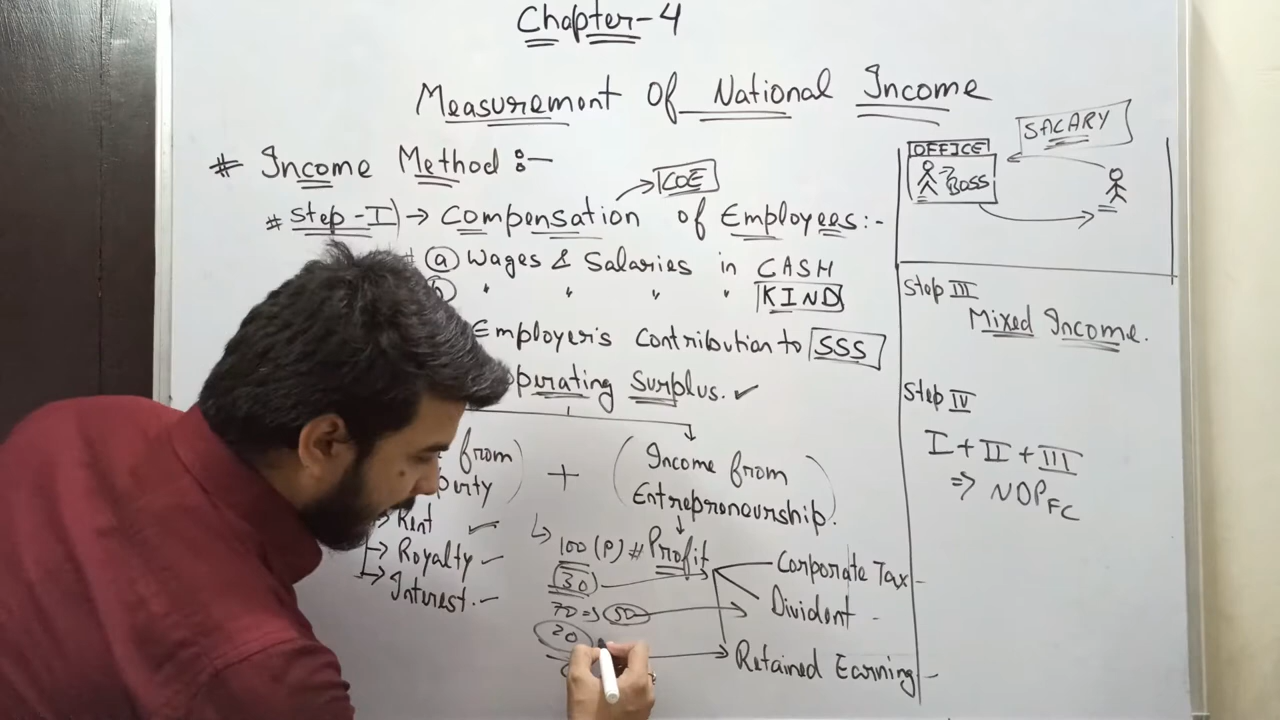 Chapter-4
Measurement Of National Income
# Income Method :-
COE
# Step-I) → Compensation of Employees:-
(a) Wages & Salaries in CASH
" " " " KIND
Employer's Contribution to SSS
operating Surplus. ✓
from + (Income from
perty) Entrepreneurship.)
→ Rent ✓
→ Royalty -
→ Interest. -
↳ 100 (P) # Profit
30
70 => 50
20
Corporate Tax -
Divident -
Retained Earning -
SALARY
OFFICE
BOSS
Step III
Mixed Income.
Step IV
I + II + III
=> NDP FC